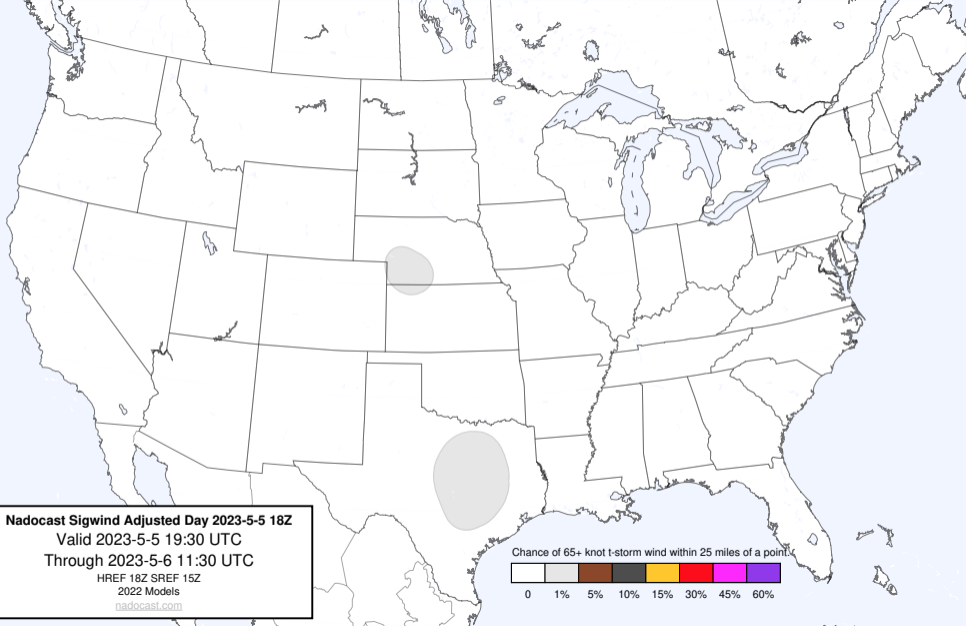 Nadocast Sigwind Adjusted Day 2023-5-5 18Z
Valid 2023-5-5 19:30 UTC
Through 2023-5-6 11:30 UTC
HREF 18Z SREF 15Z
2022 Models
nadocast.com
Chance of 65+ knot t-storm wind within 25 miles of a point.
0 1% 5% 10% 15% 30% 45% 60%